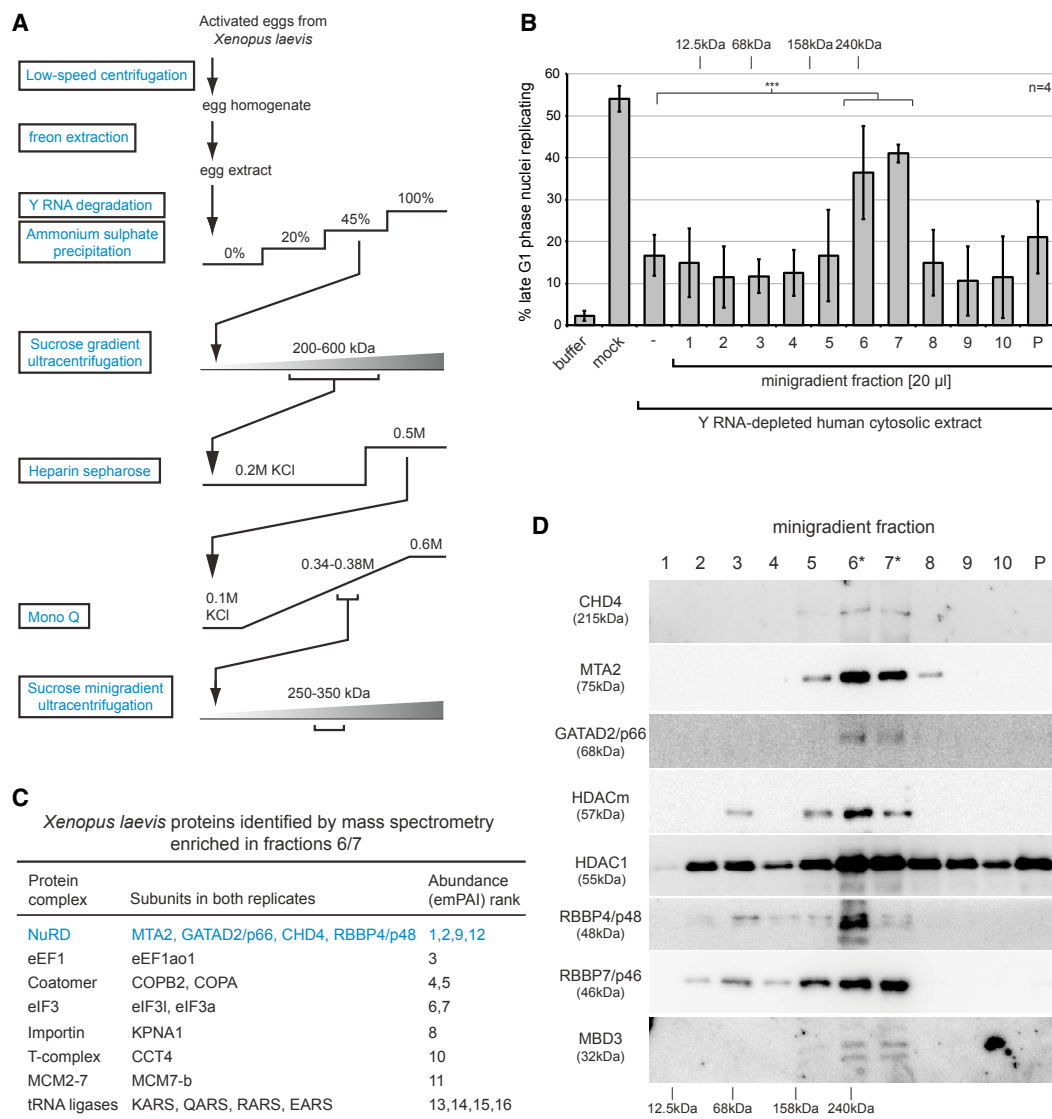 A
Activated eggs from
Xenopus laevis
Low-speed centrifugation
egg homogenate
freon extraction
egg extract
Y RNA degradation
Ammonium sulphate
precipitation
0%
20%
45%
100%
Sucrose gradient
ultracentrifugation
200-600 kDa
Heparin sepharose
0.2M KCl
0.5M
Mono Q
0.1M
KCl
0.34-0.38M
0.6M
Sucrose minigradient
ultracentrifugation
250-350 kDa
B
12.5kDa 68kDa 158kDa 240kDa
n=4
***
% late G1 phase nuclei replicating
60
50
40
30
20
10
0
buffer mock - 1 2 3 4 5 6 7 8 9 10 P
minigradient fraction [20 µl]
Y RNA-depleted human cytosolic extract
C
Xenopus laevis proteins identified by mass spectrometry
enriched in fractions 6/7
Protein
complex
Subunits in both replicates
Abundance
(emPAI) rank
NuRD MTA2, GATAD2/p66, CHD4, RBBP4/p48 1,2,9,12
eEF1 eEF1ao1 3
Coatomer COPB2, COPA 4,5
eIF3 eIF3l, eIF3a 6,7
Importin KPNA1 8
T-complex CCT4 10
MCM2-7 MCM7-b 11
tRNA ligases KARS, QARS, RARS, EARS 13,14,15,16
D
minigradient fraction
1 2 3 4 5 6* 7* 8 9 10 P
CHD4
(215kDa)
MTA2
(75kDa)
GATAD2/p66
(68kDa)
HDACm
(57kDa)
HDAC1
(55kDa)
RBBP4/p48
(48kDa)
RBBP7/p46
(46kDa)
MBD3
(32kDa)
12.5kDa 68kDa 158kDa 240kDa